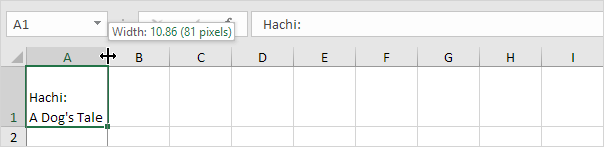 A1
Width: 10.86 (81 pixels)
Hachi:
A B C D E F G H I
Hachi:
1 A Dog's Tale
2